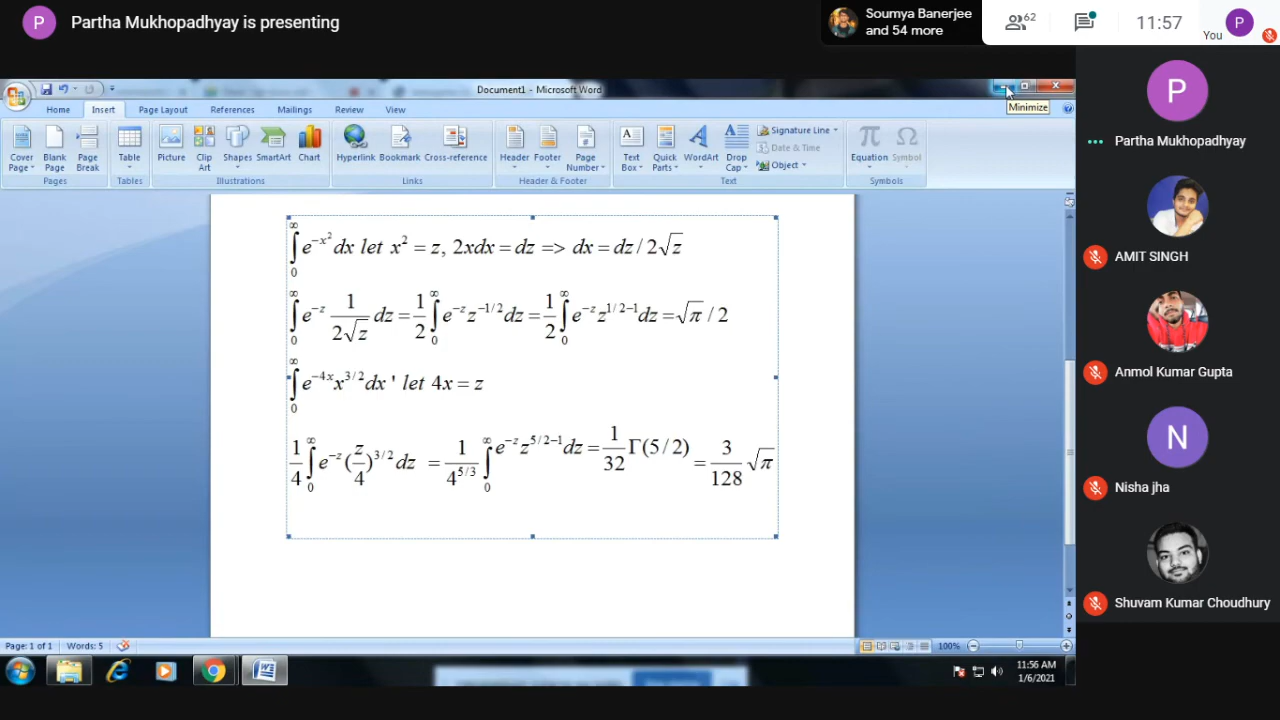 P Partha Mukhopadhyay is presenting
Soumya Banerjee
and 54 more
62
11:57
You
P
Document1 - Microsoft Word
Minimize
Home Insert Page Layout References Mailings Review View
Cover Page Blank Page Page Break
Pages
Table
Tables
Picture Clip Art Shapes SmartArt Chart
Illustrations
Hyperlink Bookmark Cross-reference
Links
Header Footer Page Number
Header & Footer
Text Box Quick Parts WordArt Drop Cap
Signature Line
Date & Time
Object
Text
Equation Symbol
Symbols
∫₀^∞ e^{-x²} dx let x² = z, 2xdx = dz => dx = dz / 2√z
∫₀^∞ e^{-z} 1/(2√z) dz = 1/2 ∫₀^∞ e^{-z} z^{-1/2} dz = 1/2 ∫₀^∞ e^{-z} z^{1/2-1} dz = √π / 2
∫₀^∞ e^{-4x} x^{3/2} dx ' let 4x = z
1/4 ∫₀^∞ e^{-z} (z/4)^{3/2} dz = 1/4^{5/3} ∫₀^∞ e^{-z} z^{5/2-1} dz = 1/32 Γ(5/2) = 3/128 √π
Page: 1 of 1 Words: 5
100%
11:56 AM
1/6/2021
P
Partha Mukhopadhyay
AMIT SINGH
Anmol Kumar Gupta
N
Nisha jha
Shuvam Kumar Choudhury